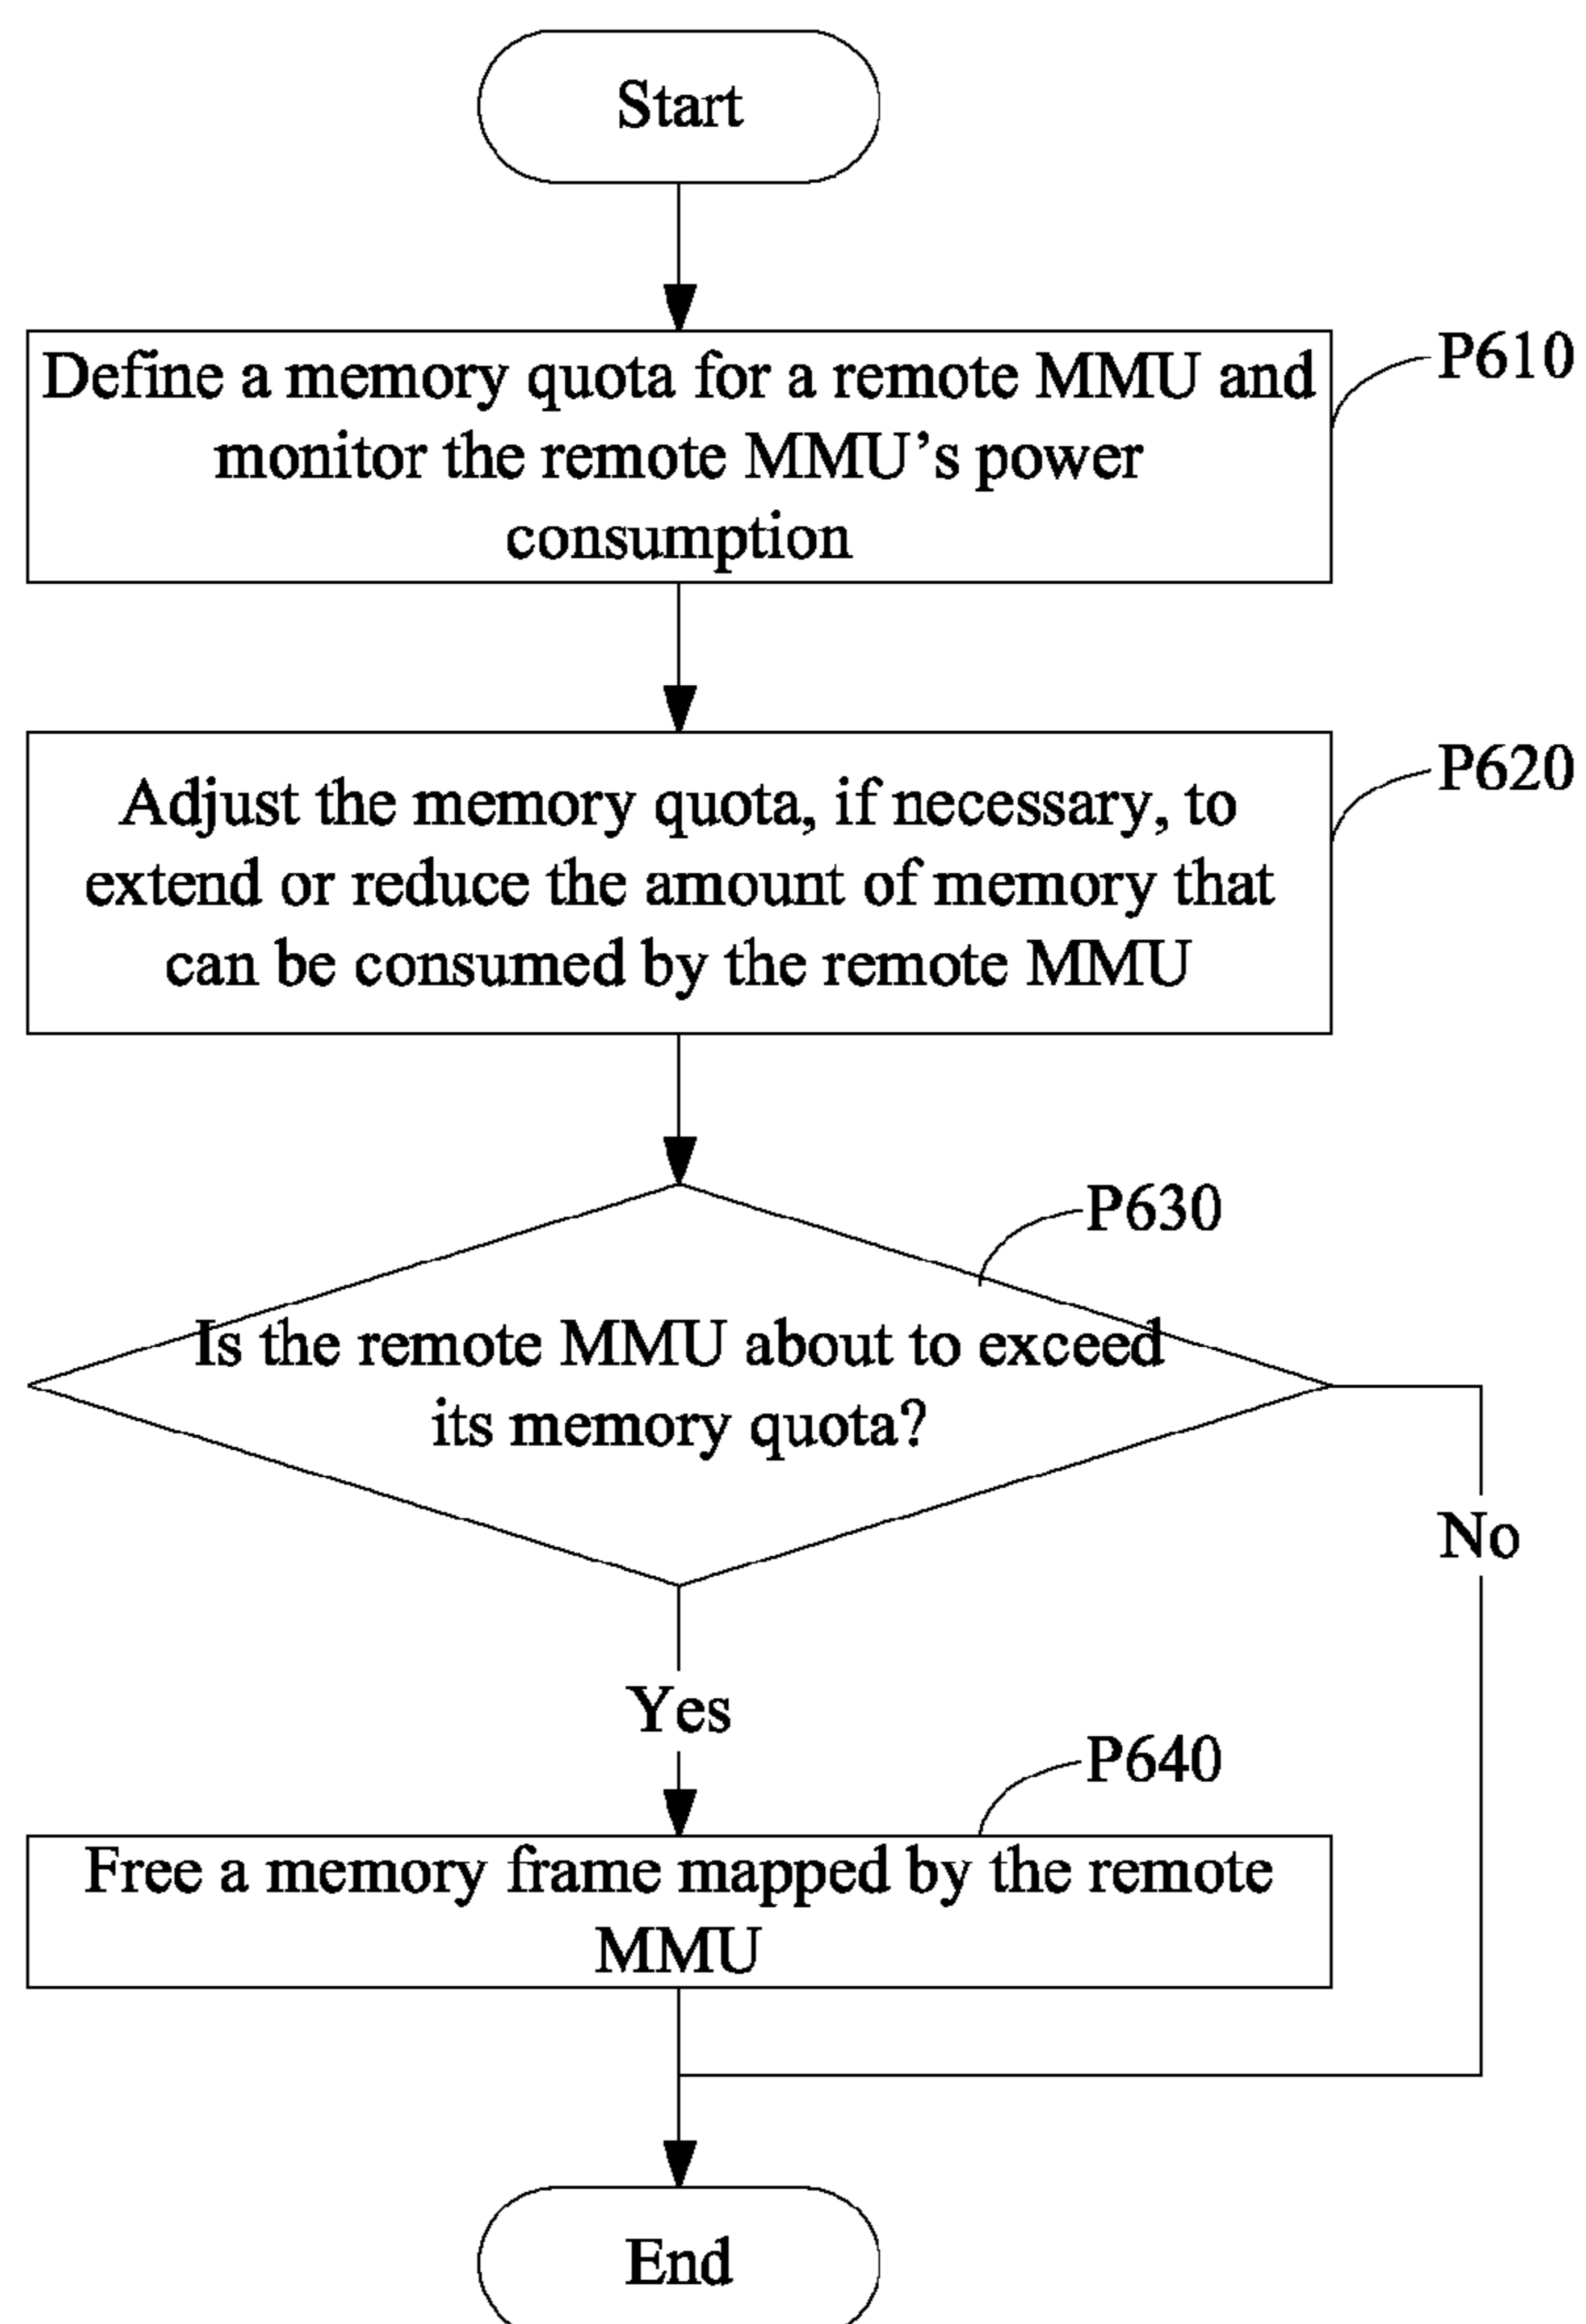 Start
Define a memory quota for a remote MMU and
monitor the remote MMU's power
consumption
P610
Adjust the memory quota, if necessary, to
extend or reduce the amount of memory that
can be consumed by the remote MMU
P620
P630
Is the remote MMU about to exceed
its memory quota?
No
Yes
P640
Free a memory frame mapped by the remote
MMU
End